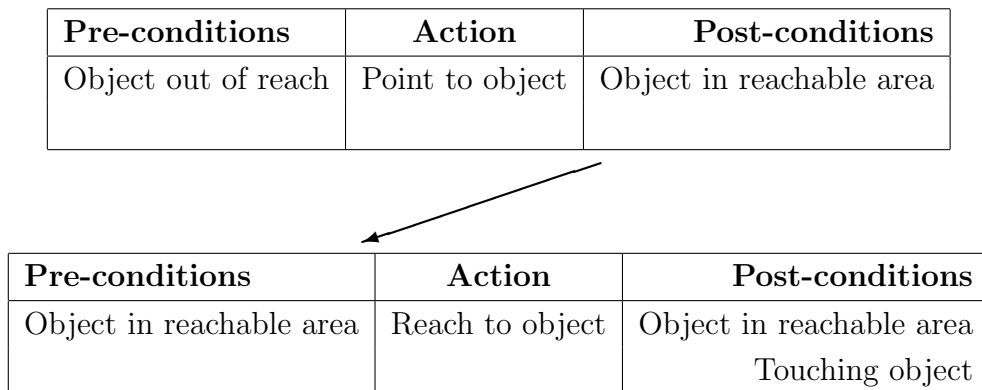 Pre-conditions Action Post-conditions
Object out of reach Point to object Object in reachable area
Pre-conditions Action Post-conditions
Object in reachable area Reach to object Object in reachable area
Touching object